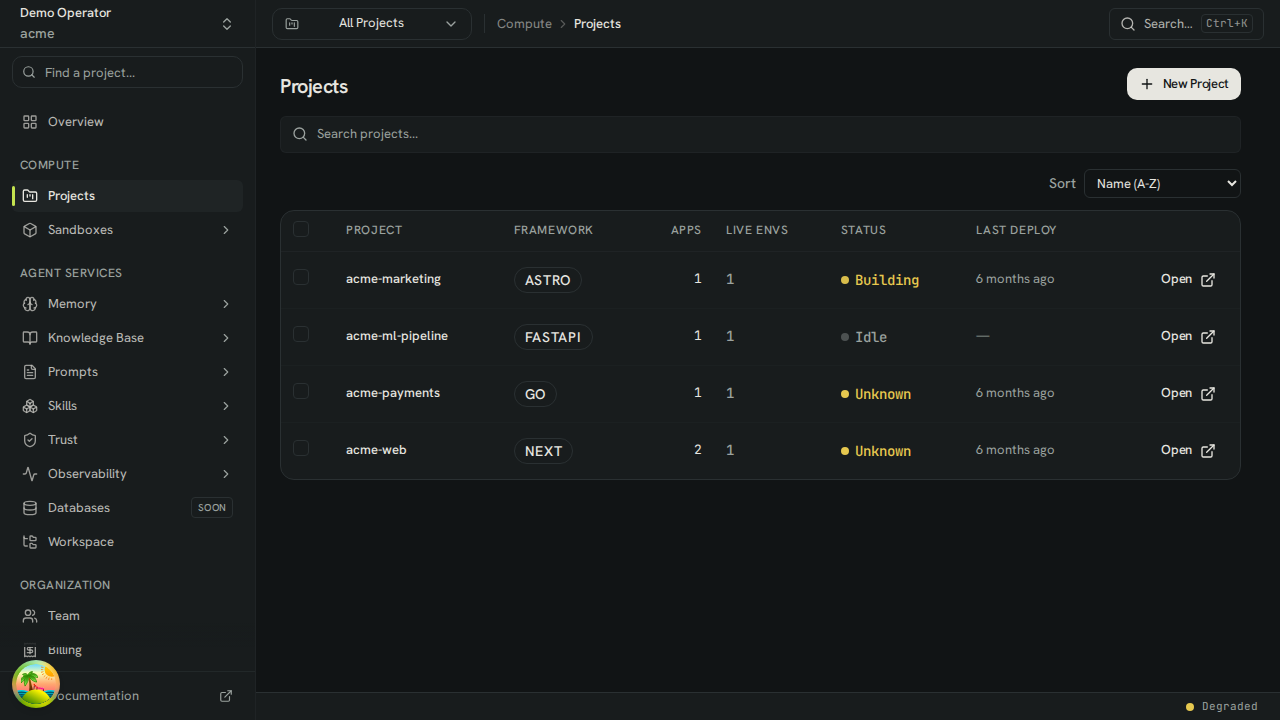 Demo Operator
acme
All Projects
Compute > Projects
Search... Ctrl+K
Find a project...
Overview
COMPUTE
Projects
Sandboxes
AGENT SERVICES
Memory
Knowledge Base
Prompts
Skills
Trust
Observability
Databases SOON
Workspace
ORGANIZATION
Team
Billing
ocumentation
Projects
New Project
Search projects...
Sort Name (A-Z)
PROJECT FRAMEWORK APPS LIVE ENVS STATUS LAST DEPLOY
acme-marketing ASTRO 1 1 Building 6 months ago Open
acme-ml-pipeline FASTAPI 1 1 Idle — Open
acme-payments GO 1 1 Unknown 6 months ago Open
acme-web NEXT 2 1 Unknown 6 months ago Open
Degraded